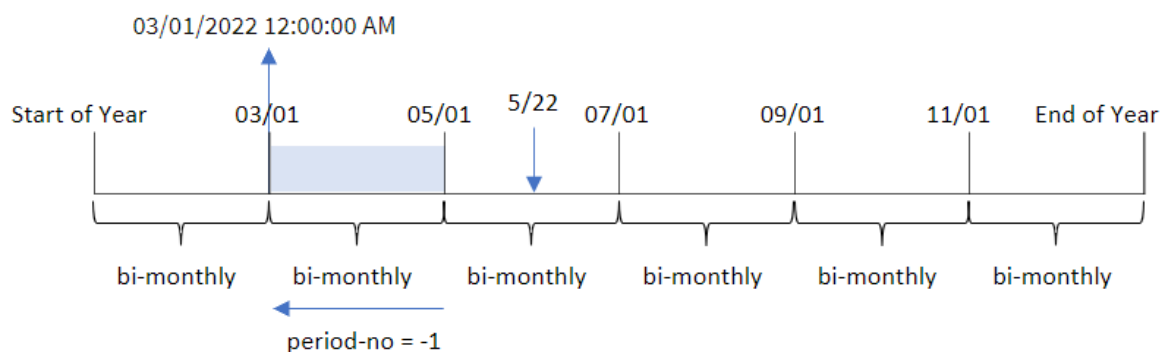 03/01/2022 12:00:00 AM
Start of Year 03/01 05/01 5/22 07/01 09/01 11/01 End of Year
bi-monthly bi-monthly bi-monthly bi-monthly bi-monthly bi-monthly
period-no = -1